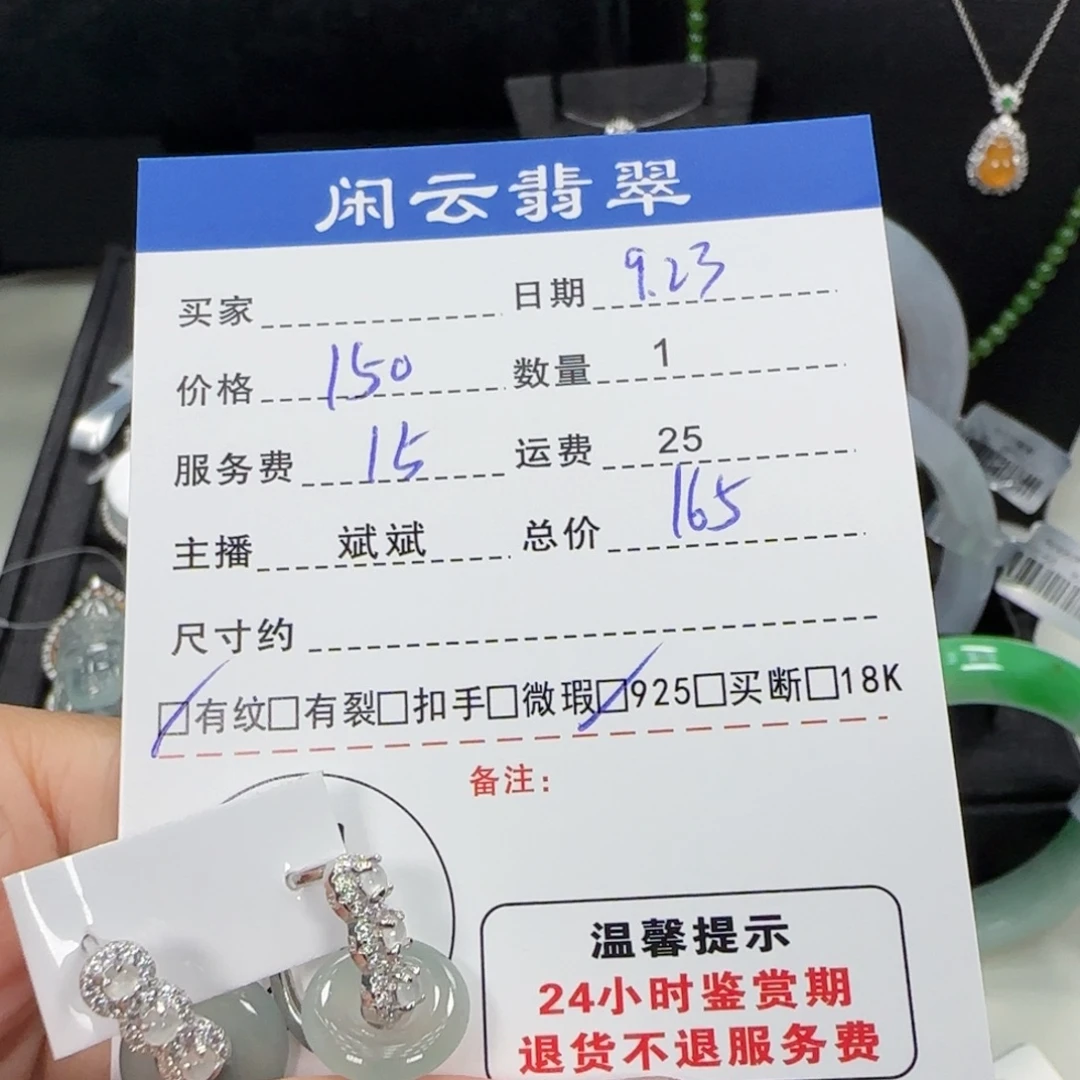 闲云翡翠
买家 日期 9.23
价格 150 数量 1
服务费 15 运费 25
主播 斌斌 总价 165
尺寸约
☑有纹□有裂□扣手□微瑕☑925□买断□18K
备注：
温馨提示
24小时鉴赏期
退货不退服务费